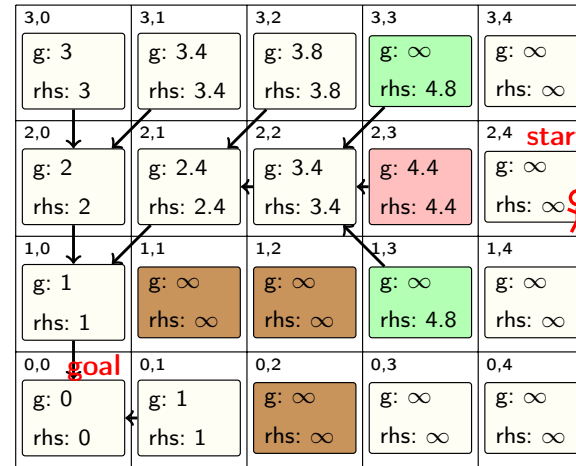 3,0 3,1 3,2 3,3 3,4
g: 3 g: 3.4 g: 3.8 g: ∞ g: ∞
rhs: 3 rhs: 3.4 rhs: 3.8 rhs: 4.8 rhs: ∞
2,0 2,1 2,2 2,3 2,4 start
g: 2 g: 2.4 g: 3.4 g: 4.4 g: ∞
rhs: 2 rhs: 2.4 rhs: 3.4 rhs: 4.4 rhs: ∞
1,0 1,1 1,2 1,3 1,4
g: 1 g: ∞ g: ∞ g: ∞ g: ∞
rhs: 1 rhs: ∞ rhs: ∞ rhs: 4.8 rhs: ∞
0,0 goal 0,1 0,2 0,3 0,4
g: 0 g: 1 g: ∞ g: ∞ g: ∞
rhs: 0 rhs: 1 rhs: ∞ rhs: ∞ rhs: ∞